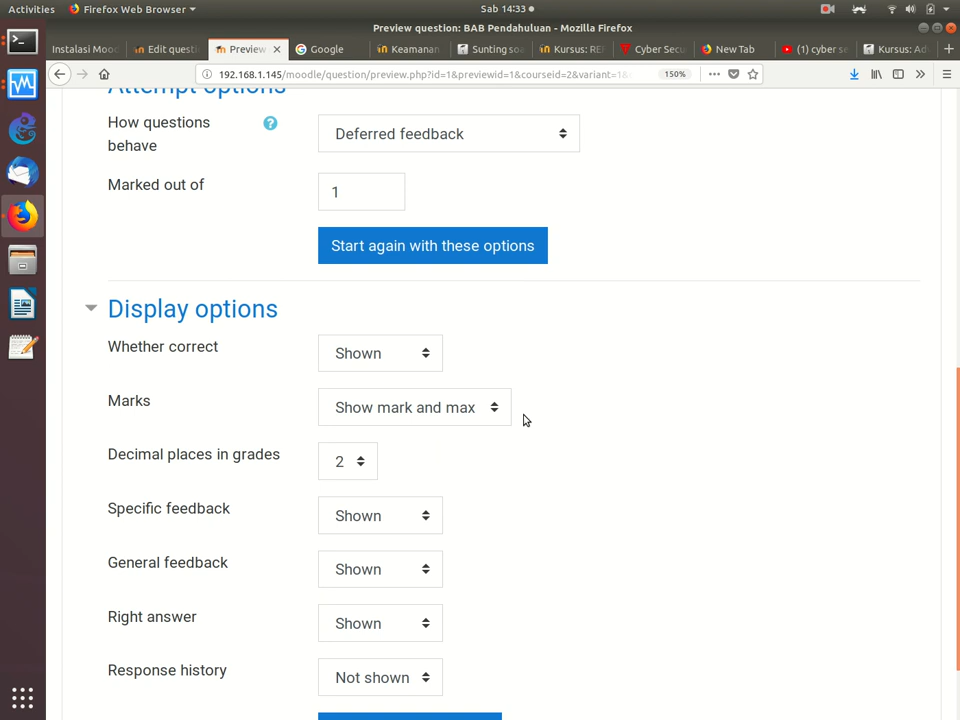 Activities Firefox Web Browser Sab 14:33
Preview question: BAB Pendahuluan - Mozilla Firefox
Instalasi Moo Edit questi Preview Google Keamanan Sunting soa Kursus: REF Cyber Secu New Tab (1) cyber se Kursus: Ad
192.168.1.145/moodle/question/preview.php?id=1&previewid=1&courseid=2&variant=1& 150%
Attempt options
How questions behave
Deferred feedback
Marked out of
1
Start again with these options
Display options
Whether correct
Shown
Marks
Show mark and max
Decimal places in grades
2
Specific feedback
Shown
General feedback
Shown
Right answer
Shown
Response history
Not shown